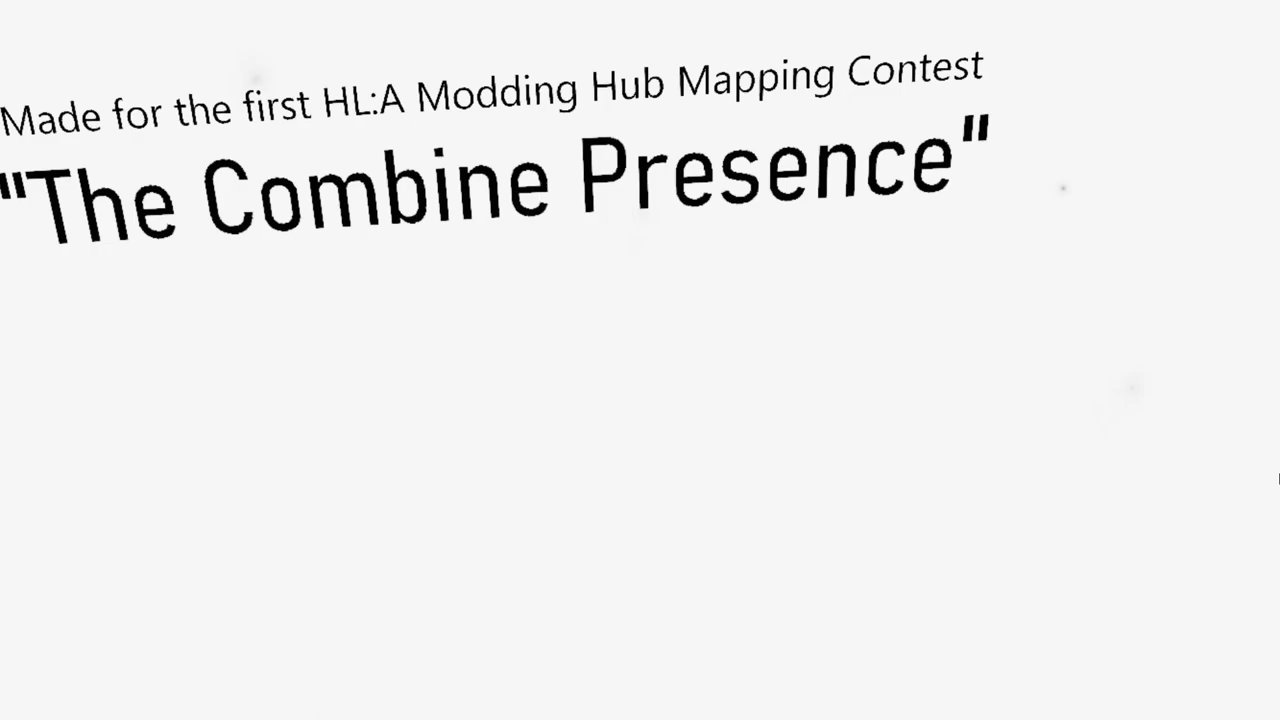 Made for the first HL:A Modding Hub Mapping Contest
"The Combine Presence"